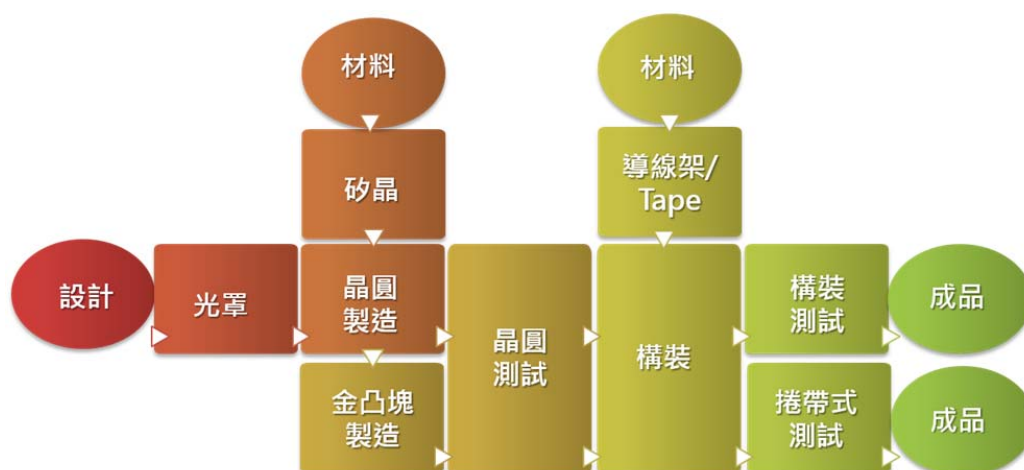 材料
材料
矽晶
導線架/
Tape
設計
光罩
晶圓
製造
晶圓
測試
構裝
構裝
測試
成品
金凸塊
製造
捲帶式
測試
成品